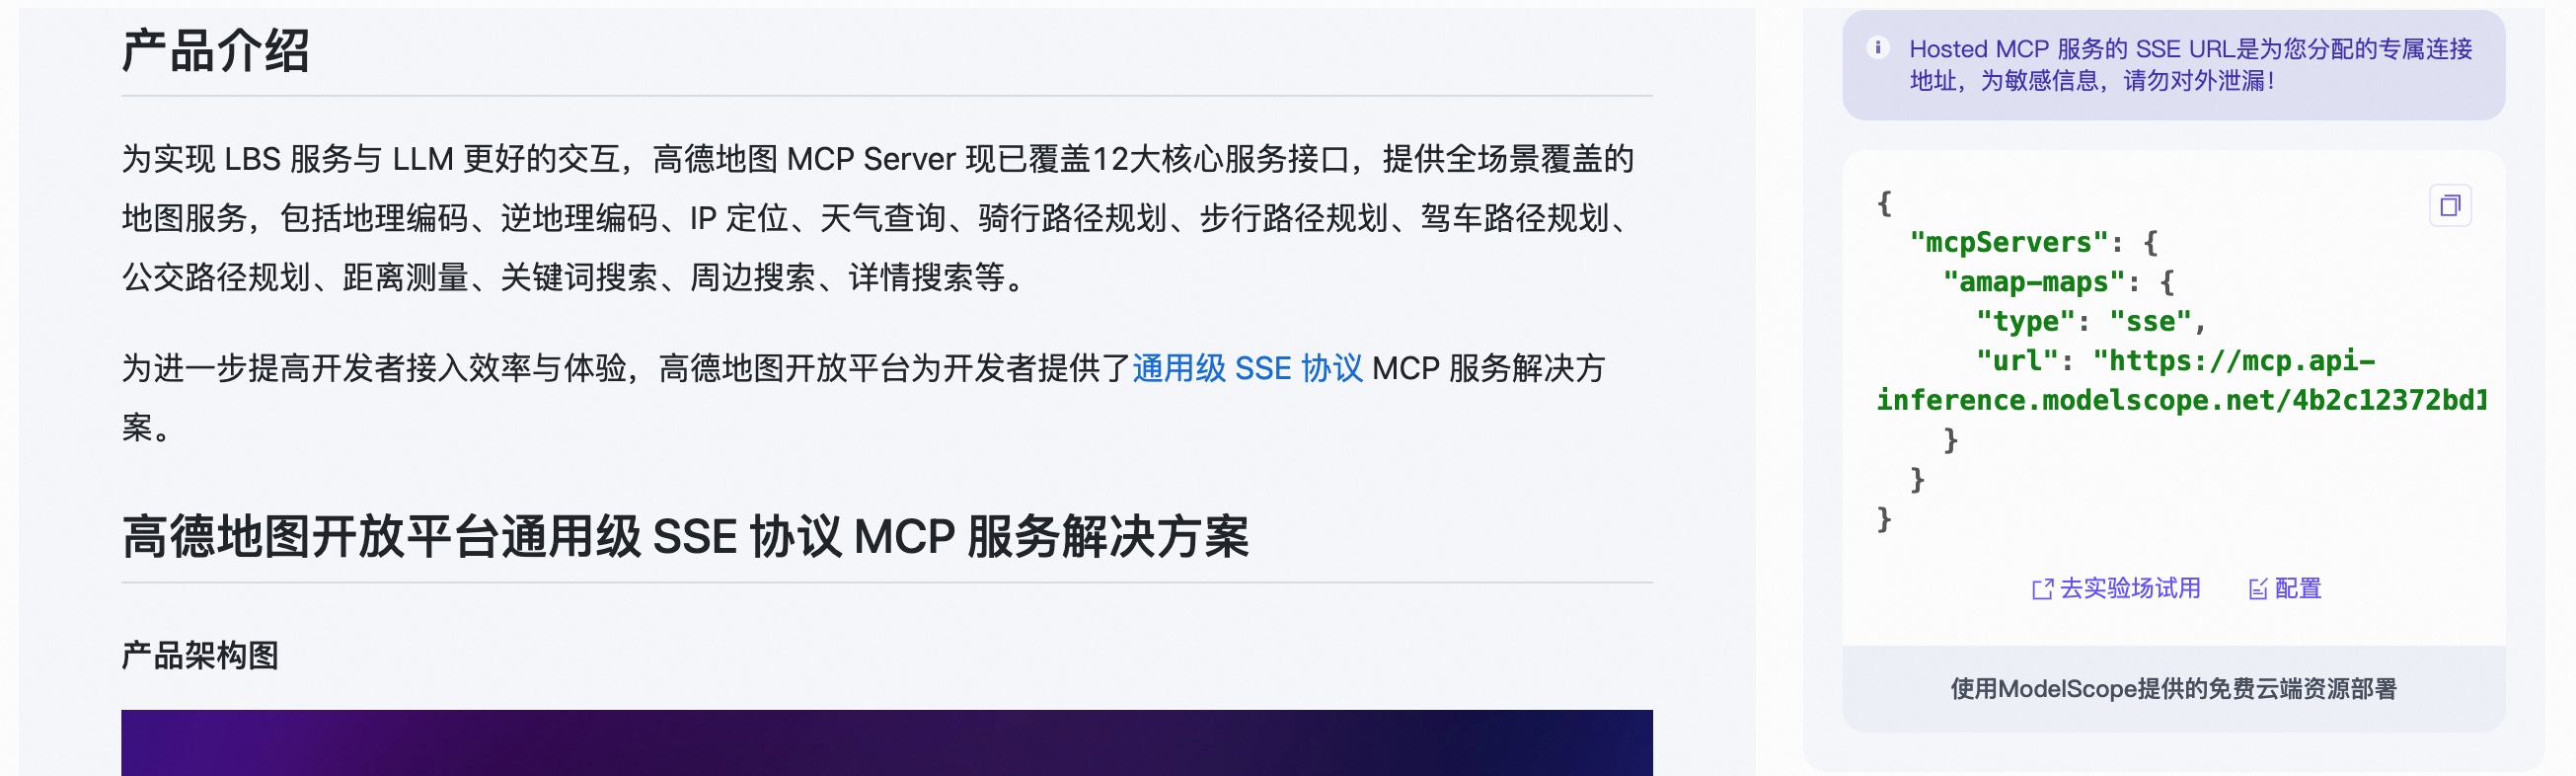 产品介绍
为实现 LBS 服务与 LLM 更好的交互，高德地图 MCP Server 现已覆盖12大核心服务接口，提供全场景覆盖的
地图服务，包括地理编码、逆地理编码、IP 定位、天气查询、骑行路径规划、步行路径规划、驾车路径规划、
公交路径规划、距离测量、关键词搜索、周边搜索、详情搜索等。
为进一步提高开发者接入效率与体验，高德地图开放平台为开发者提供了通用级 SSE 协议 MCP 服务解决方
案。
高德地图开放平台通用级 SSE 协议 MCP 服务解决方案
产品架构图
Hosted MCP 服务的 SSE URL是为您分配的专属连接
地址，为敏感信息，请勿对外泄漏！
{
"mcpServers": {
"amap-maps": {
"type": "sse",
"url": "https://mcp.api-
inference.modelscope.net/4b2c12372bd1
}
}
}
去实验场试用 配置
使用ModelScope提供的免费云端资源部署